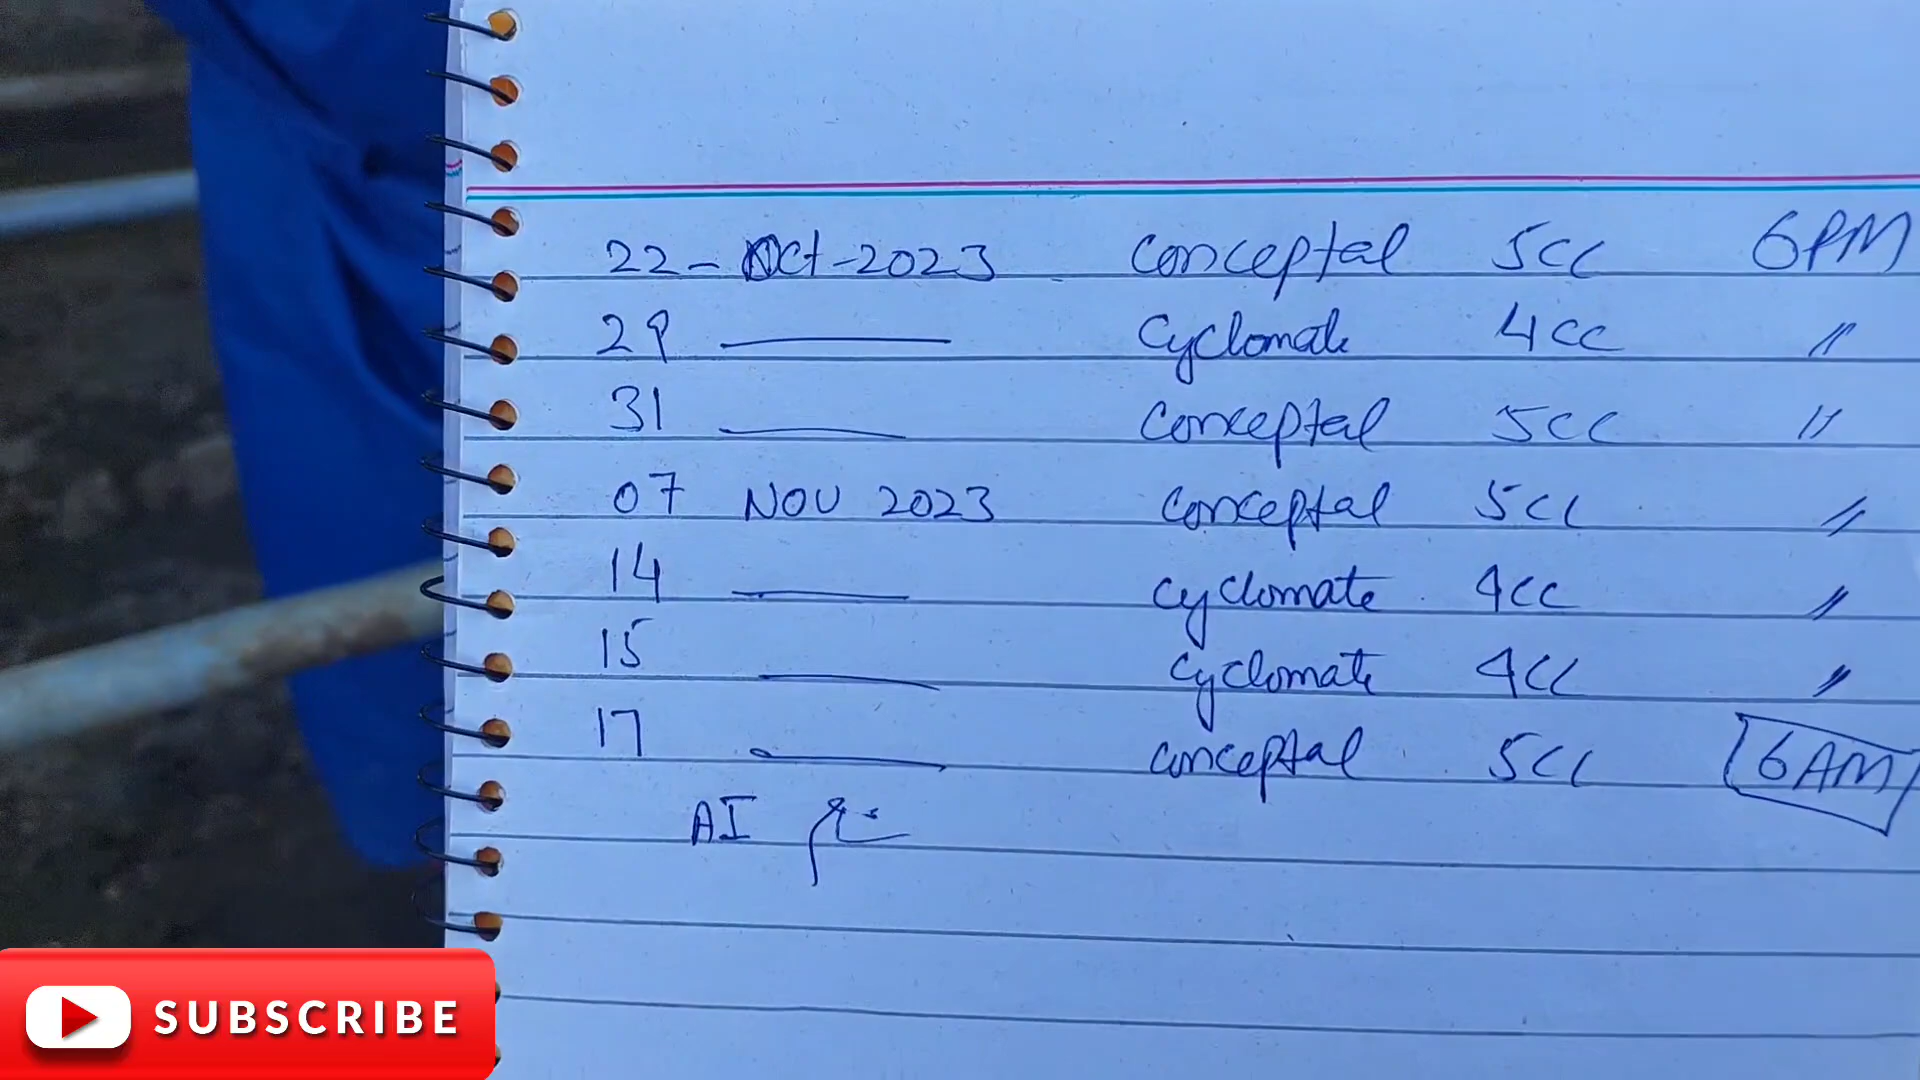 22 - Oct - 2023 Conceptal 5cc 6PM
29 —— Cyclomate 4cc "
31 —— Conceptal 5cc "
07 NOV 2023 Conceptal 5cc "
14 —— Cyclomate 4cc "
15 —— Cyclomate 4cc "
17 —— Conceptal 5cc 6AM
AI
SUBSCRIBE